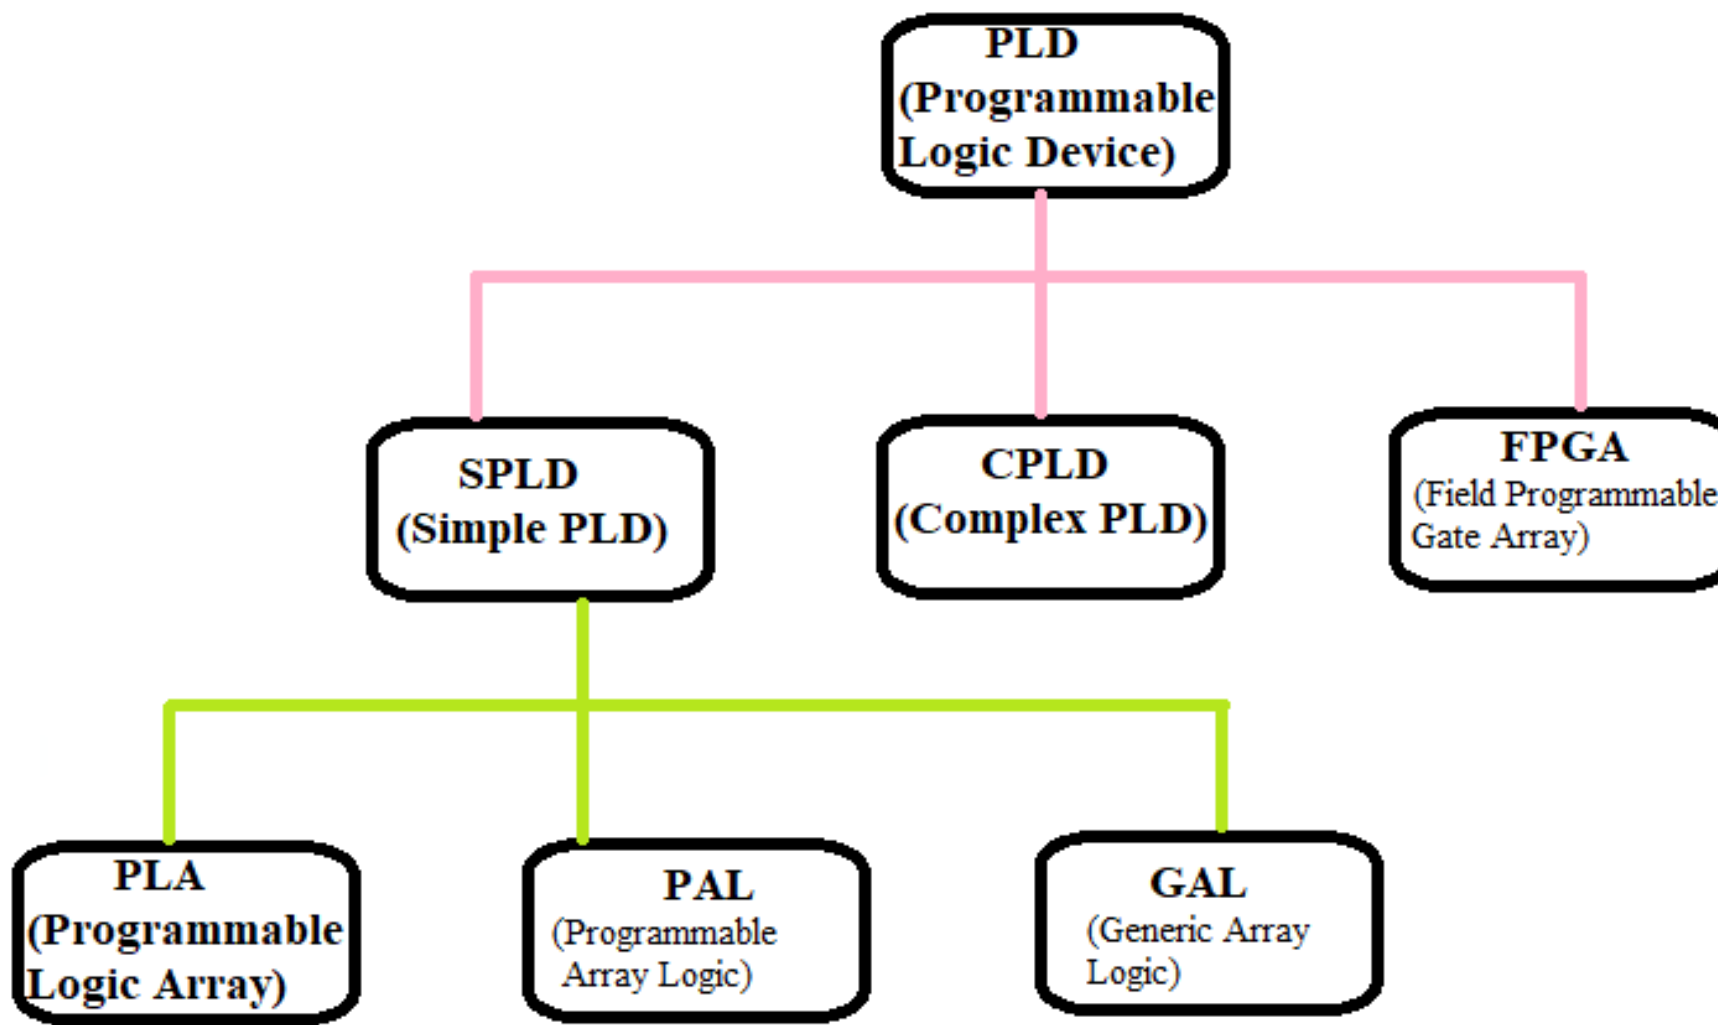 PLD
(Programmable
Logic Device)
SPLD
(Simple PLD)
CPLD
(Complex PLD)
FPGA
(Field Programmable
Gate Array)
PLA
(Programmable
Logic Array)
PAL
(Programmable
Array Logic)
GAL
(Generic Array
Logic)